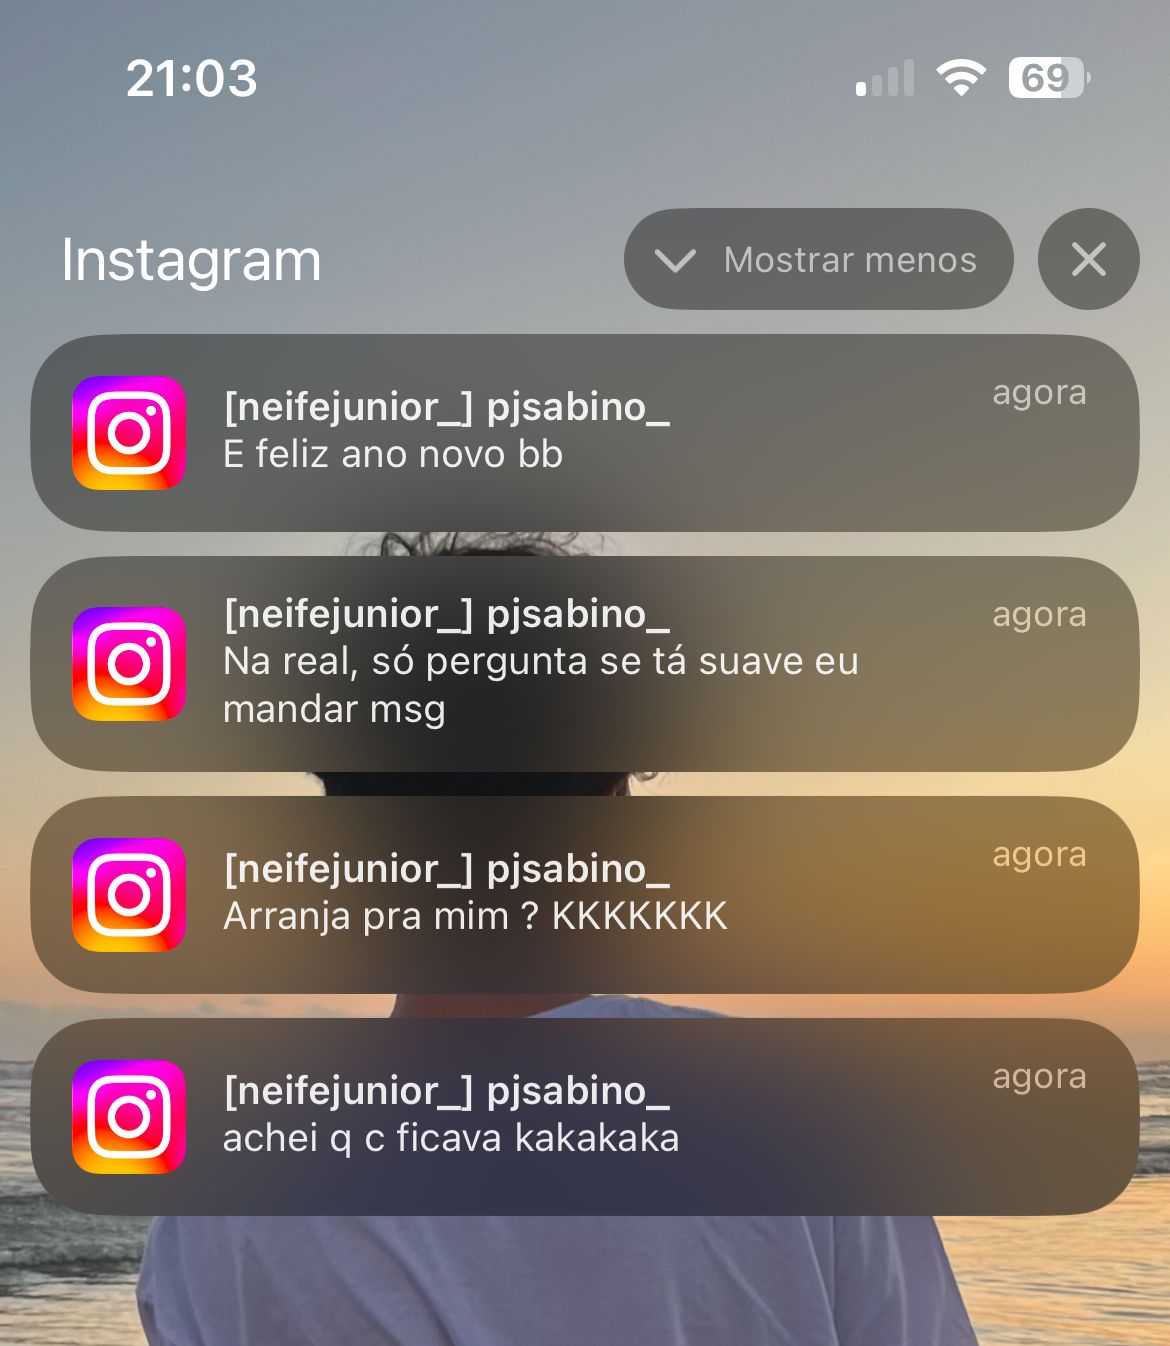 21:03
69
Instagram
Mostrar menos
[neifejunior_] pjsabino_
agora
E feliz ano novo bb
[neifejunior_] pjsabino_
agora
Na real, só pergunta se tá suave eu
mandar msg
[neifejunior_] pjsabino_
agora
Arranja pra mim ? KKKKKKK
[neifejunior_] pjsabino_
agora
achei q c ficava kakakaka